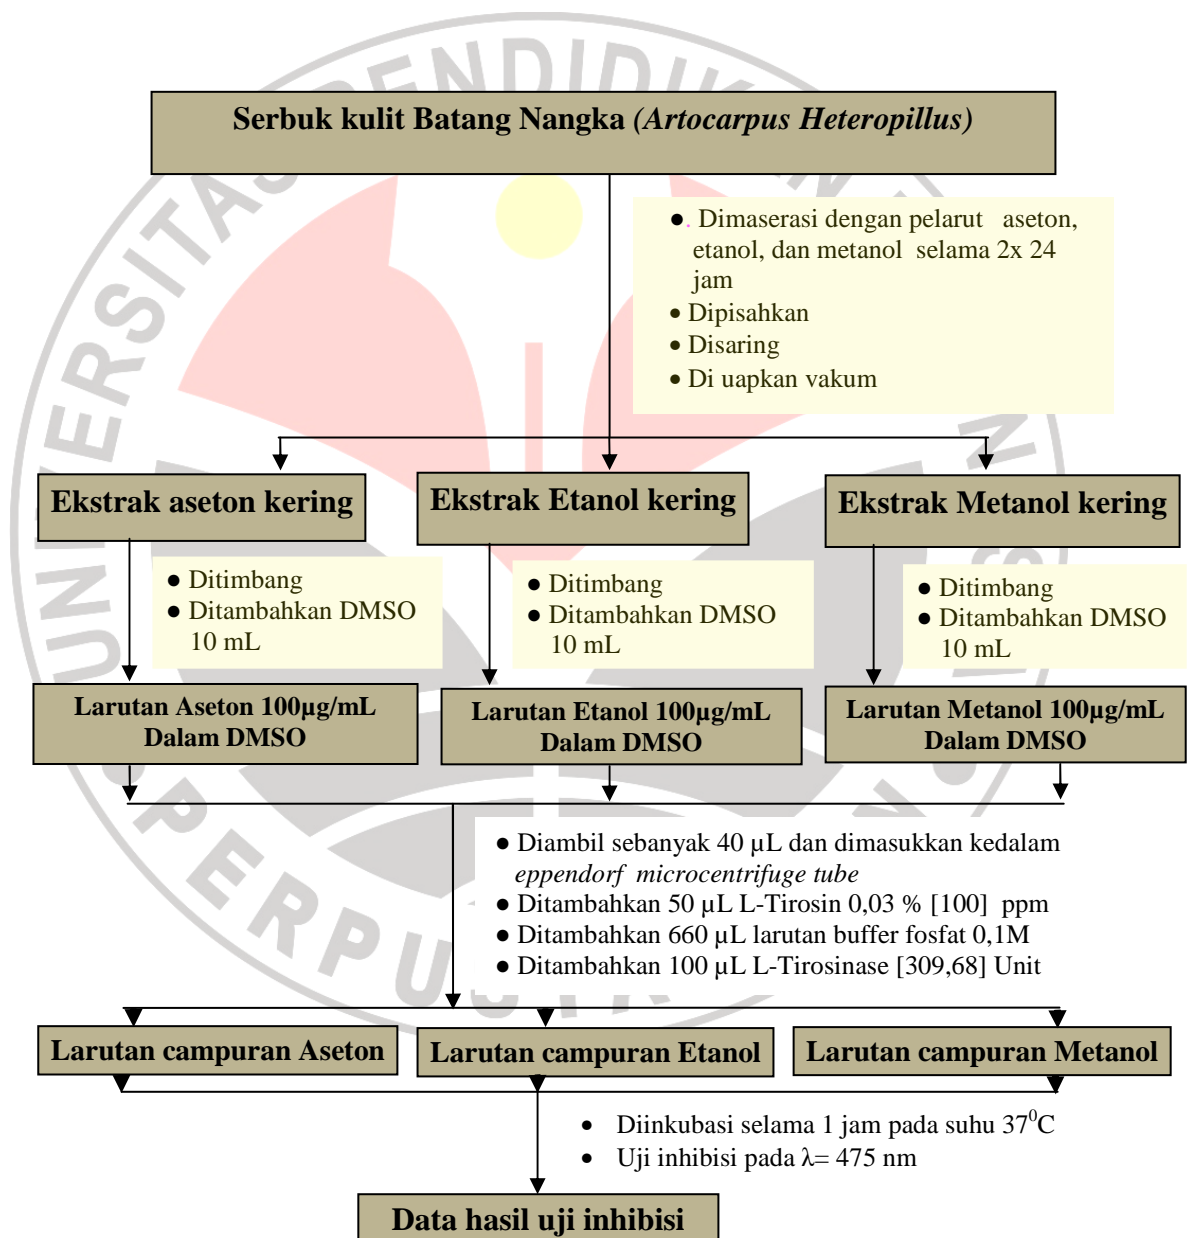 Serbuk kulit Batang Nangka (Artocarpus Heteropillus)
●. Dimaserasi dengan pelarut aseton,
etanol, dan metanol selama 2x 24
jam
• Dipisahkan
• Disaring
• Di uapkan vakum
Ekstrak aseton kering
Ekstrak Etanol kering
Ekstrak Metanol kering
● Ditimbang
● Ditambahkan DMSO
10 mL
● Ditimbang
● Ditambahkan DMSO
10 mL
● Ditimbang
● Ditambahkan DMSO
10 mL
Larutan Aseton 100µg/mL
Dalam DMSO
Larutan Etanol 100µg/mL
Dalam DMSO
Larutan Metanol 100µg/mL
Dalam DMSO
● Diambil sebanyak 40 µL dan dimasukkan kedalam
eppendorf microcentrifuge tube
● Ditambahkan 50 µL L-Tirosin 0,03 % [100] ppm
● Ditambahkan 660 µL larutan buffer fosfat 0,1M
● Ditambahkan 100 µL L-Tirosinase [309,68] Unit
Larutan campuran Aseton
Larutan campuran Etanol
Larutan campuran Metanol
• Diinkubasi selama 1 jam pada suhu 37⁰C
• Uji inhibisi pada λ= 475 nm
Data hasil uji inhibisi
UNIVERSITAS PENDIDIKAN
PERPUSTA